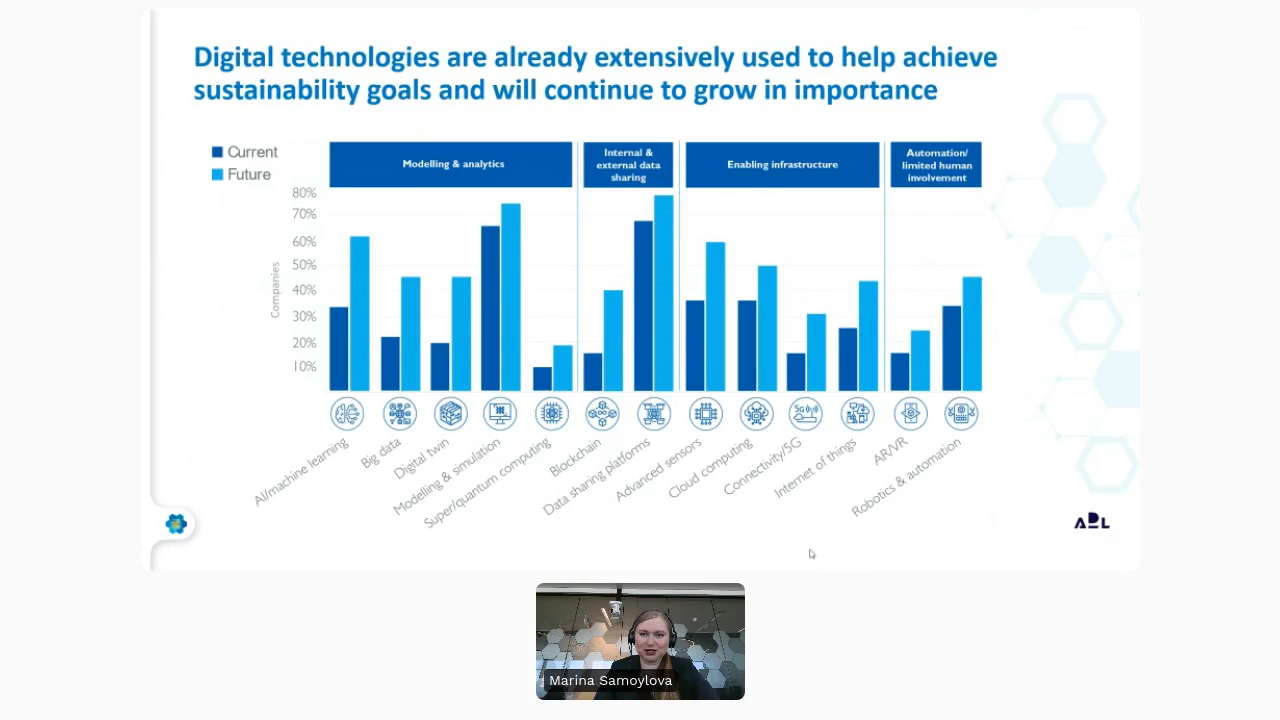 Digital technologies are already extensively used to help achieve
sustainability goals and will continue to grow in importance
Current
Future
Modelling & analytics
Internal &
external data
sharing
Enabling infrastructure
Automation/
limited human
involvement
80%
70%
60%
50%
40%
30%
20%
10%
Companies
5G
AI/machine learning
Big data
Digital twin
Modelling & simulation
Super/quantum computing
Blockchain
Data sharing platforms
Advanced sensors
Cloud computing
Connectivity/5G
Internet of things
AR/VR
Robotics & automation
ADL
Marina Samoylova